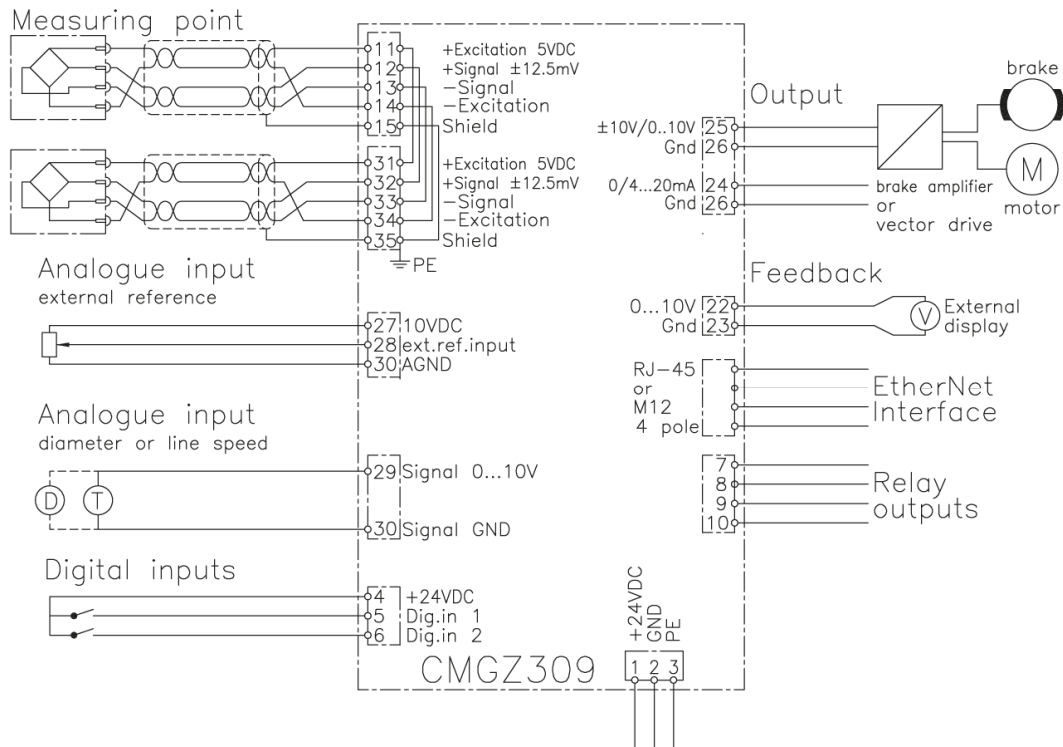 Measuring point
11 +Excitation 5VDC
12 +Signal ±12.5mV
13 -Signal
14 -Excitation
15 Shield
31 +Excitation 5VDC
32 +Signal ±12.5mV
33 -Signal
34 -Excitation
35 Shield
PE
Analogue input
external reference
27 10VDC
28 ext.ref.input
30 AGND
Analogue input
diameter or line speed
D T
29 Signal 0...10V
30 Signal GND
Digital inputs
4 +24VDC
5 Dig.in 1
6 Dig.in 2
CMGZ309
+24VDC
GND
PE
1 2 3
Output
±10V/0..10V 25
Gnd 26
0/4...20mA 24
Gnd 26
brake
M
motor
brake amplifier
or
vector drive
Feedback
0...10V 22
Gnd 23
V
External
display
RJ-45
or
M12
4 pole
EtherNet
Interface
7
8
9
10
Relay
outputs